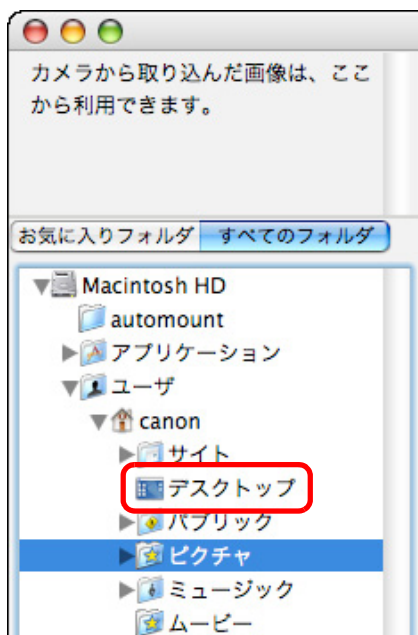 カメラから取り込んだ画像は、ここ
から利用できます。
お気に入りフォルダ すべてのフォルダ
Macintosh HD
automount
アプリケーション
ユーザ
canon
サイト
デスクトップ
パブリック
ピクチャ
ミュージック
ムービー